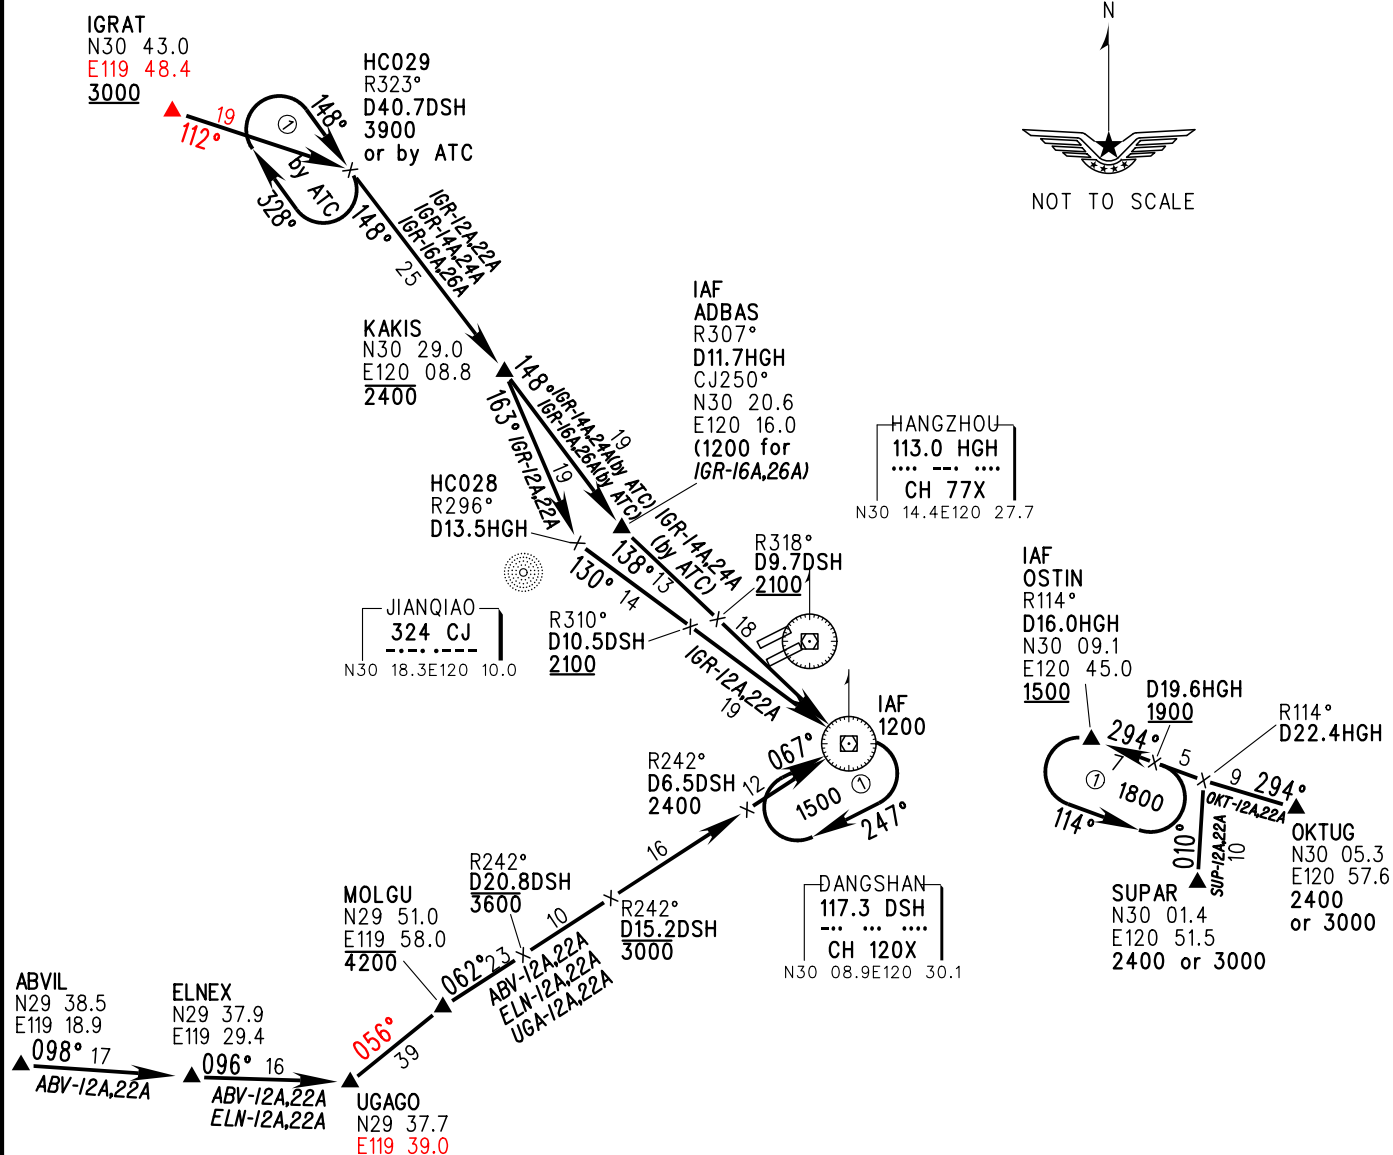 N
NOT TO SCALE
IGRAT
N30 43.0
E119 48.4
3000
19
112°
1
148°
by ATC
328°
HC029
R323°
D40.7DSH
3900
or by ATC
148°
25
IGR-12A,22A
IGR-14A,24A
IGR-16A,26A
KAKIS
N30 29.0
E120 08.8
2400
148°
IGR-14A,24A(by ATC)
IGR-16A,26A(by ATC)
19
163°
IGR-12A,22A
19
IAF
ADBAS
R307°
D11.7HGH
CJ250°
N30 20.6
E120 16.0
(1200 for
IGR-16A,26A)
HANGZHOU
113.0 HGH
CH 77X
N30 14.4E120 27.7
HC028
R296°
D13.5HGH
138°
13
IGR-14A,24A
(by ATC)
R318°
D9.7DSH
2100
18
130°
14
R310°
D10.5DSH
2100
IGR-12A,22A
19
JIANQIAO
324 CJ
N30 18.3E120 10.0
IAF
1200
067°
12
1500
1
247°
R242°
D6.5DSH
2400
16
DANGSHAN
117.3 DSH
CH 120X
N30 08.9E120 30.1
R242°
D20.8DSH
3600
10
R242°
D15.2DSH
3000
MOLGU
N29 51.0
E119 58.0
4200
062°
23
ABV-12A,22A
ELN-12A,22A
UGA-12A,22A
ABVIL
N29 38.5
E119 18.9
098° 17
ABV-12A,22A
ELNEX
N29 37.9
E119 29.4
096° 16
ABV-12A,22A
ELN-12A,22A
056°
39
UGAGO
N29 37.7
E119 39.0
IAF
OSTIN
R114°
D16.0HGH
N30 09.1
E120 45.0
1500
D19.6HGH
1900
R114°
D22.4HGH
294°
7
5
9
294°
1
1800
114°
OKT-12A,22A
010°
SUP-12A,22A
10
OKTUG
N30 05.3
E120 57.6
2400
or 3000
SUPAR
N30 01.4
E120 51.5
2400 or 3000